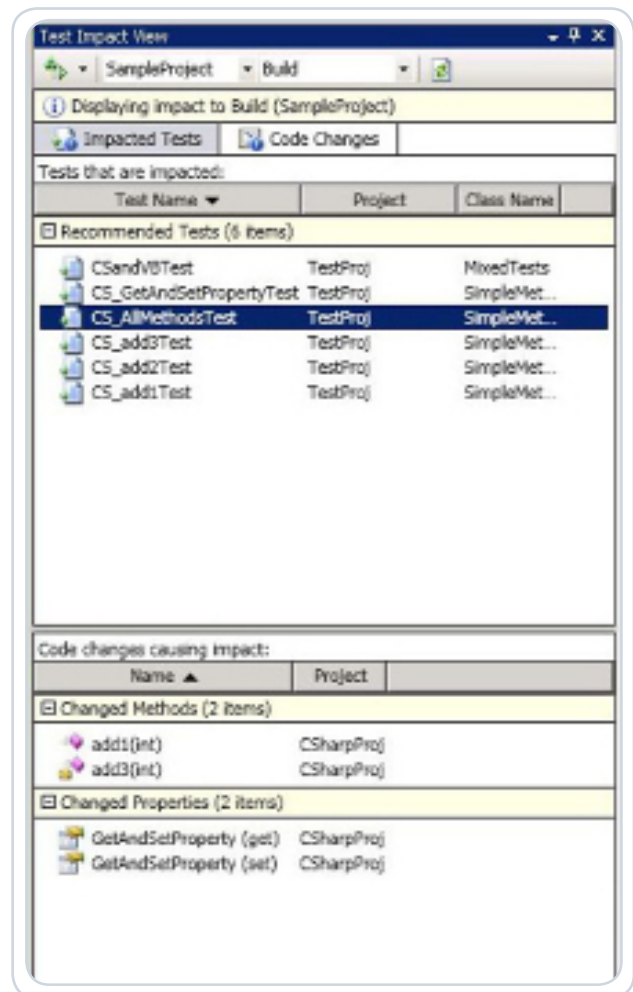 Test Impact View
SampleProject Build
Displaying impact to Build (SampleProject)
Impacted Tests Code Changes
Tests that are impacted:
Test Name Project Class Name
Recommended Tests (6 items)
CSandVBTest TestProj MixedTests
CS_GetAndSetPropertyTest TestProj SimpleMet...
CS_AllMethodsTest TestProj SimpleMet...
CS_add3Test TestProj SimpleMet...
CS_add2Test TestProj SimpleMet...
CS_add1Test TestProj SimpleMet...
Code changes causing impact:
Name Project
Changed Methods (2 items)
add1(int) CSharpProj
add3(int) CSharpProj
Changed Properties (2 items)
GetAndSetProperty (get) CSharpProj
GetAndSetProperty (set) CSharpProj